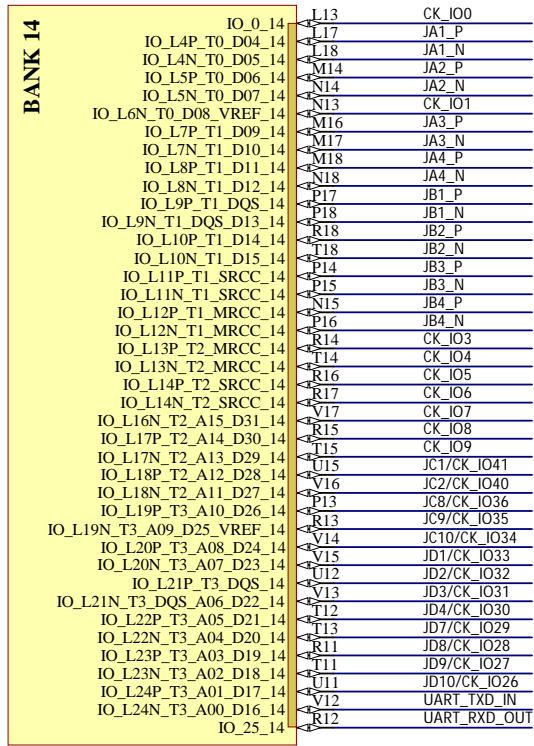 BANK 14
IO_0_14 L13 CK_IO0
IO_L4P_T0_D04_14 L17 JA1_P
IO_L4N_T0_D05_14 L18 JA1_N
IO_L5P_T0_D06_14 M14 JA2_P
IO_L5N_T0_D07_14 N14 JA2_N
IO_L6N_T0_D08_VREF_14 N13 CK_IO1
IO_L7P_T1_D09_14 M16 JA3_P
IO_L7N_T1_D10_14 M17 JA3_N
IO_L8P_T1_D11_14 M18 JA4_P
IO_L8N_T1_D12_14 N18 JA4_N
IO_L9P_T1_DQS_14 P17 JB1_P
IO_L9N_T1_DQS_D13_14 P18 JB1_N
IO_L10P_T1_D14_14 R18 JB2_P
IO_L10N_T1_D15_14 T18 JB2_N
IO_L11P_T1_SRCC_14 P14 JB3_P
IO_L11N_T1_SRCC_14 P15 JB3_N
IO_L12P_T1_MRCC_14 N15 JB4_P
IO_L12N_T1_MRCC_14 P16 JB4_N
IO_L13P_T2_MRCC_14 R14 CK_IO3
IO_L13N_T2_MRCC_14 T14 CK_IO4
IO_L14P_T2_SRCC_14 R16 CK_IO5
IO_L14N_T2_SRCC_14 R17 CK_IO6
IO_L16N_T2_A15_D31_14 V17 CK_IO7
IO_L17P_T2_A14_D30_14 R15 CK_IO8
IO_L17N_T2_A13_D29_14 T15 CK_IO9
IO_L18P_T2_A12_D28_14 U15 JC1/CK_IO41
IO_L18N_T2_A11_D27_14 V16 JC2/CK_IO40
IO_L19P_T3_A10_D26_14 P13 JC8/CK_IO36
IO_L19N_T3_A09_D25_VREF_14 R13 JC9/CK_IO35
IO_L20P_T3_A08_D24_14 V14 JC10/CK_IO34
IO_L20N_T3_A07_D23_14 V15 JD1/CK_IO33
IO_L21P_T3_DQS_14 U12 JD2/CK_IO32
IO_L21N_T3_DQS_A06_D22_14 V13 JD3/CK_IO31
IO_L22P_T3_A05_D21_14 T12 JD4/CK_IO30
IO_L22N_T3_A04_D20_14 T13 JD7/CK_IO29
IO_L23P_T3_A03_D19_14 R11 JD8/CK_IO28
IO_L23N_T3_A02_D18_14 T11 JD9/CK_IO27
IO_L24P_T3_A01_D17_14 U11 JD10/CK_IO26
IO_L24N_T3_A00_D16_14 V12 UART_TXD_IN
IO_25_14 R12 UART_RXD_OUT